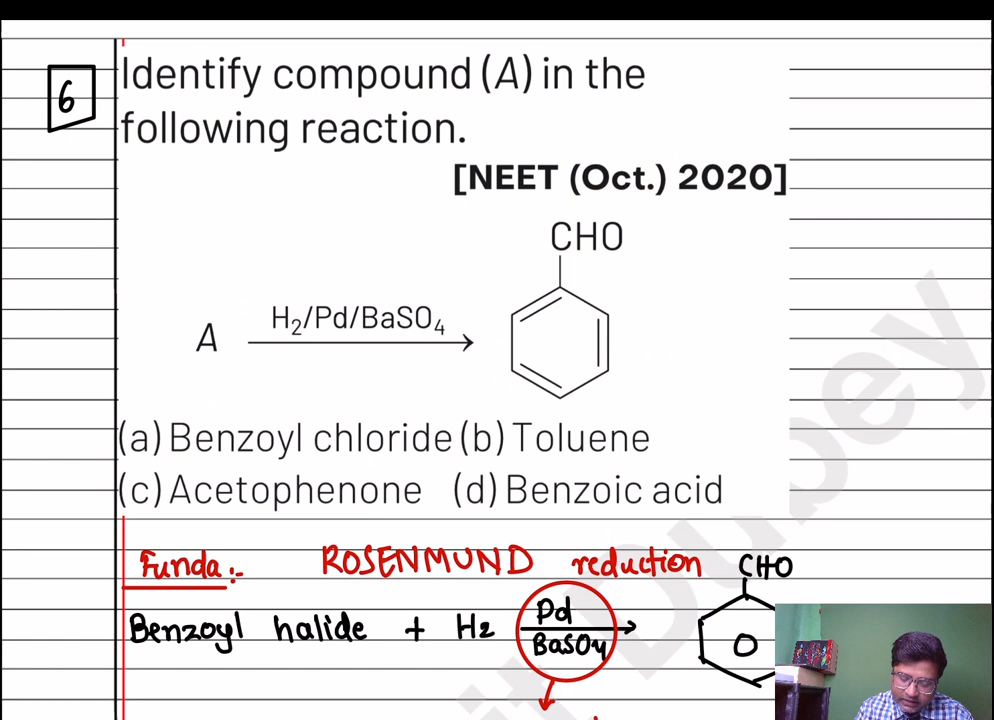 6
Identify compound (A) in the
following reaction.
[NEET (Oct.) 2020]
CHO
A H₂/Pd/BaSO₄
(a) Benzoyl chloride (b) Toluene
(c) Acetophenone (d) Benzoic acid
Funda:- ROSENMUND reduction CHO
Benzoyl halide + H2 Pd
BaSO4